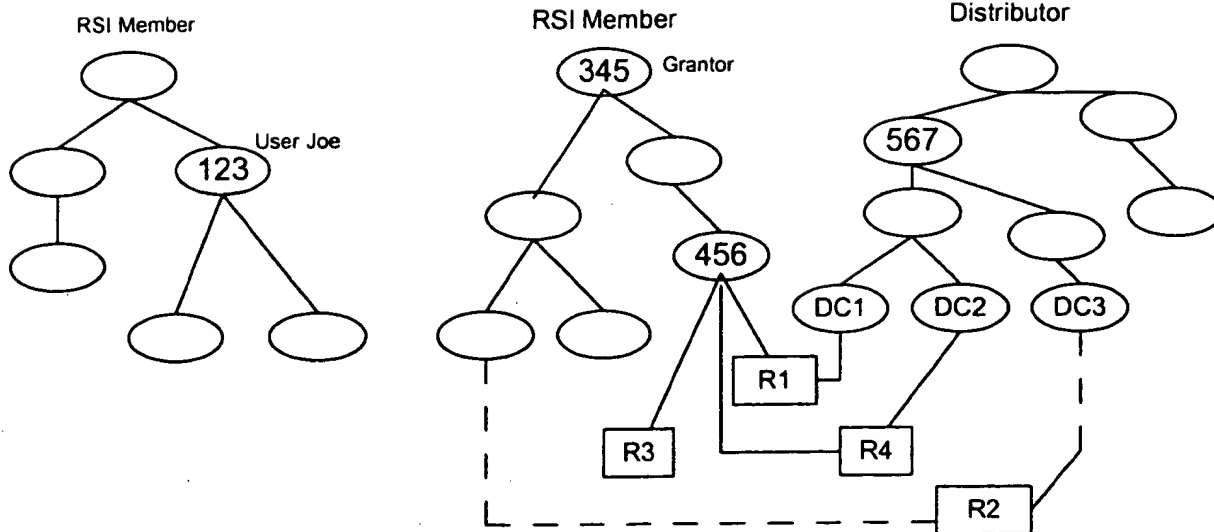 RSI Member
RSI Member
Distributor
345
Grantor
User Joe
123
567
456
DC1
DC2
DC3
R1
R3
R4
R2